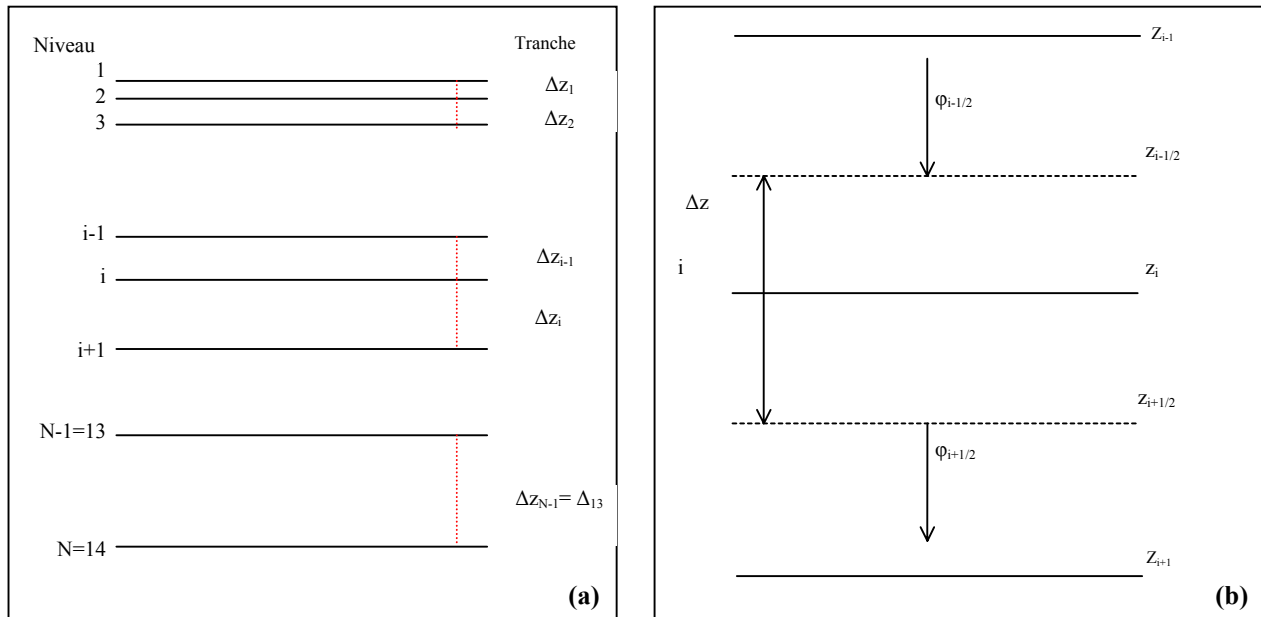 Niveau Tranche
1
Δz₁
2
3 Δz₂
i-1
Δzᵢ₋₁
i
Δzᵢ
i+1
N-1=13
Δz_N-1= Δ₁₃
N=14
(a)
Zᵢ₋₁
φᵢ₋₁/₂
zᵢ₋₁/₂
Δz
i
zᵢ
zᵢ₊₁/₂
φᵢ₊₁/₂
Zᵢ₊₁
(b)